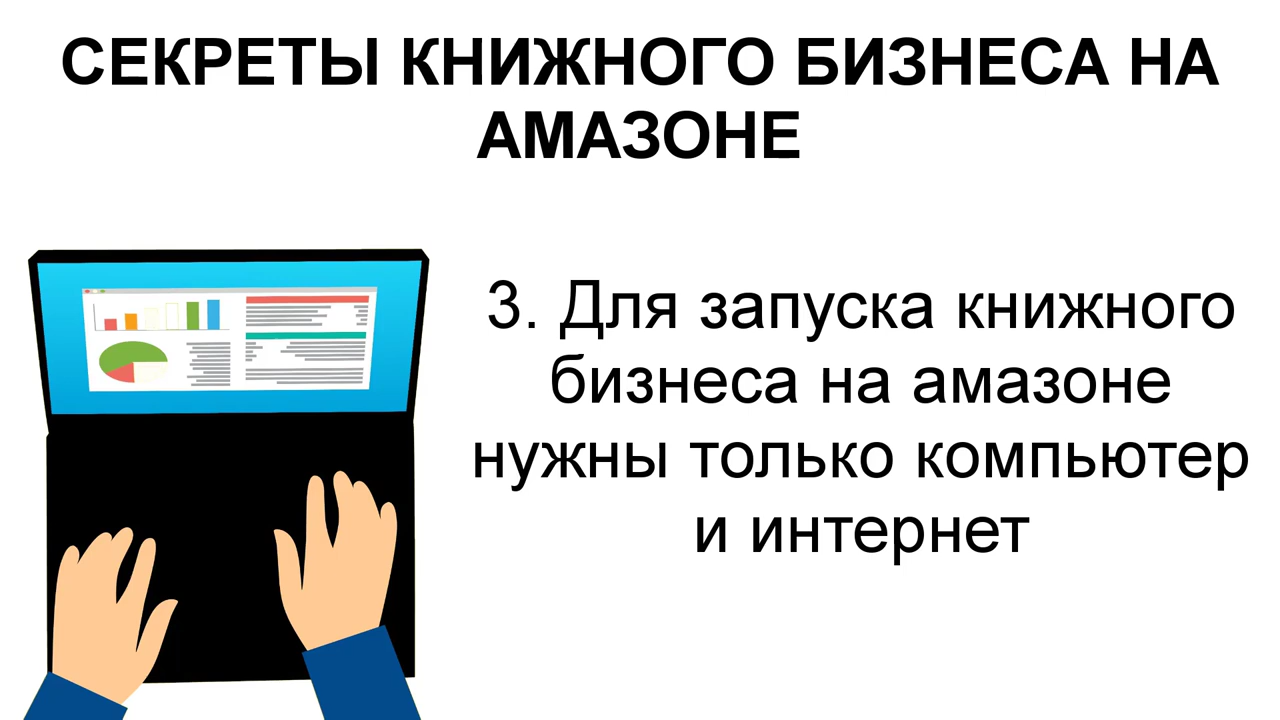 СЕКРЕТЫ КНИЖНОГО БИЗНЕСА НА
АМАЗОНЕ
3. Для запуска книжного
бизнеса на амазоне
нужны только компьютер
и интернет